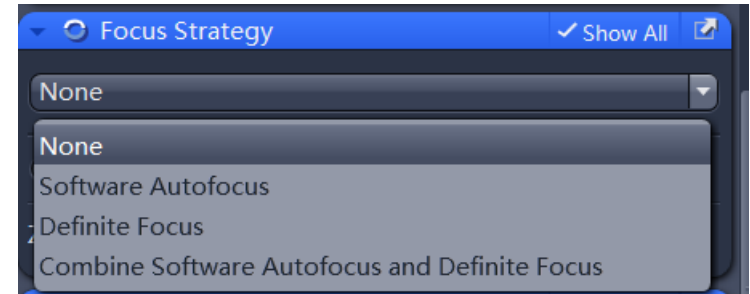 Focus Strategy
Show All
None
None
Software Autofocus
Definite Focus
Combine Software Autofocus and Definite Focus